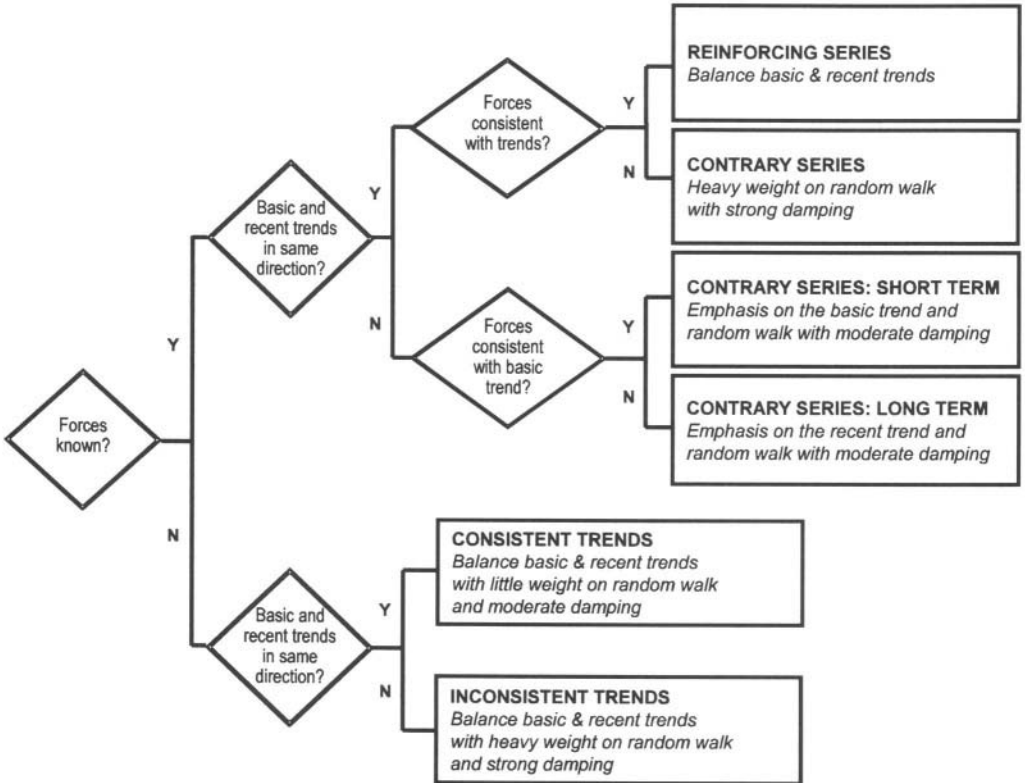 Forces
known?
Y
N
Basic and
recent trends
in same
direction?
Y
N
Forces
consistent
with trends?
Y
N
REINFORCING SERIES
Balance basic & recent trends
CONTRARY SERIES
Heavy weight on random walk
with strong damping
Forces
consistent
with basic
trend?
Y
N
CONTRARY SERIES: SHORT TERM
Emphasis on the basic trend and
random walk with moderate damping
CONTRARY SERIES: LONG TERM
Emphasis on the recent trend and
random walk with moderate damping
Basic and
recent trends
in same
direction?
Y
N
CONSISTENT TRENDS
Balance basic & recent trends
with little weight on random walk
and moderate damping
INCONSISTENT TRENDS
Balance basic & recent trends
with heavy weight on random walk
and strong damping